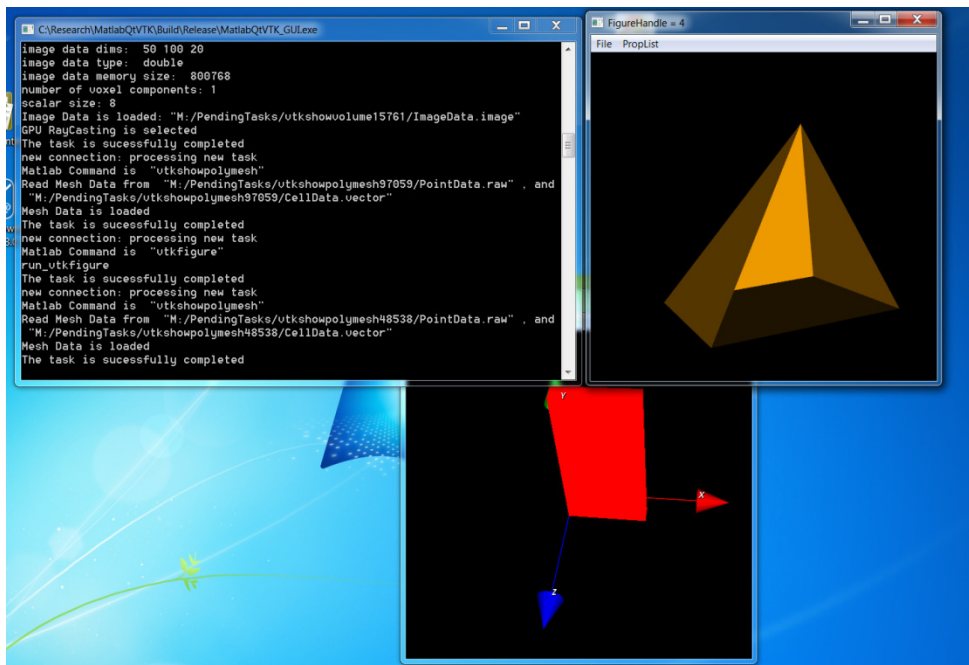 C:\Research\MatlabQtVTK\Build\Release\MatlabQtVTK_GUI.exe
image data dims:  50 100 20
image data type:  double
image data memory size:  800768
number of voxel components: 1
scalar size: 8
Image Data is loaded: "M:/PendingTasks/vtkshowvolume15761/ImageData.image"
GPU RayCasting is selected
The task is sucessfully completed
new connection: processing new task
Matlab Command is  "vtkshowpolymesh"
Read Mesh Data from  "M:/PendingTasks/vtkshowpolymesh97059/PointData.raw" , and
"M:/PendingTasks/vtkshowpolymesh97059/CellData.vector"
Mesh Data is loaded
The task is sucessfully completed
new connection: processing new task
Matlab Command is  "vtkfigure"
run_vtkfigure
The task is sucessfully completed
new connection: processing new task
Matlab Command is  "vtkshowpolymesh"
Read Mesh Data from  "M:/PendingTasks/vtkshowpolymesh48538/PointData.raw" , and
"M:/PendingTasks/vtkshowpolymesh48538/CellData.vector"
Mesh Data is loaded
The task is sucessfully completed
FigureHandle = 4
File PropList
Y
X
Z